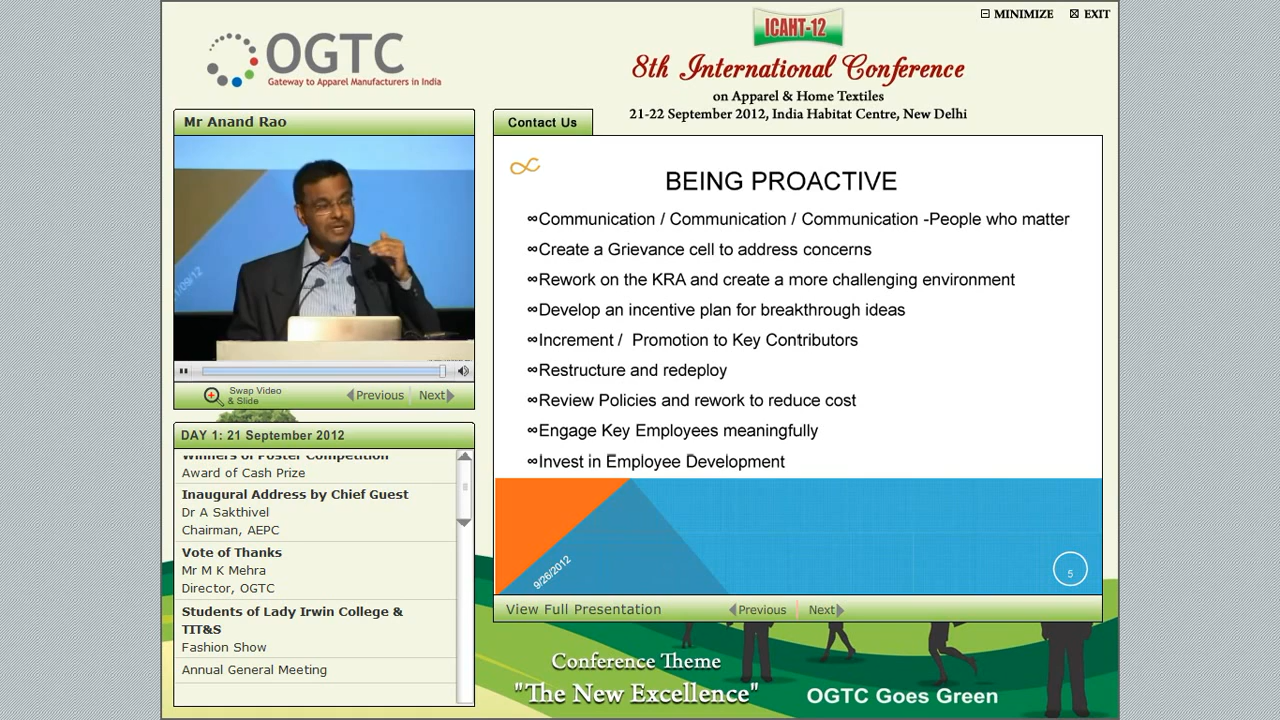 MINIMIZE
EXIT
OGTC
Gateway to Apparel Manufacturers in India
ICAHT-12
8th International Conference
on Apparel & Home Textiles
21-22 September 2012, India Habitat Centre, New Delhi
Mr Anand Rao
Swap Video
& Slide
Previous
Next
DAY 1: 21 September 2012
Winners of Poster Competition
Award of Cash Prize
Inaugural Address by Chief Guest
Dr A Sakthivel
Chairman, AEPC
Vote of Thanks
Mr M K Mehra
Director, OGTC
Students of Lady Irwin College &
TIT&S
Fashion Show
Annual General Meeting
Contact Us
BEING PROACTIVE
∞Communication / Communication / Communication -People who matter
∞Create a Grievance cell to address concerns
∞Rework on the KRA and create a more challenging environment
∞Develop an incentive plan for breakthrough ideas
∞Increment /  Promotion to Key Contributors
∞Restructure and redeploy
∞Review Policies and rework to reduce cost
∞Engage Key Employees meaningfully
∞Invest in Employee Development
9/26/2012
5
View Full Presentation
Previous
Next
Conference Theme
"The New Excellence"
OGTC Goes Green